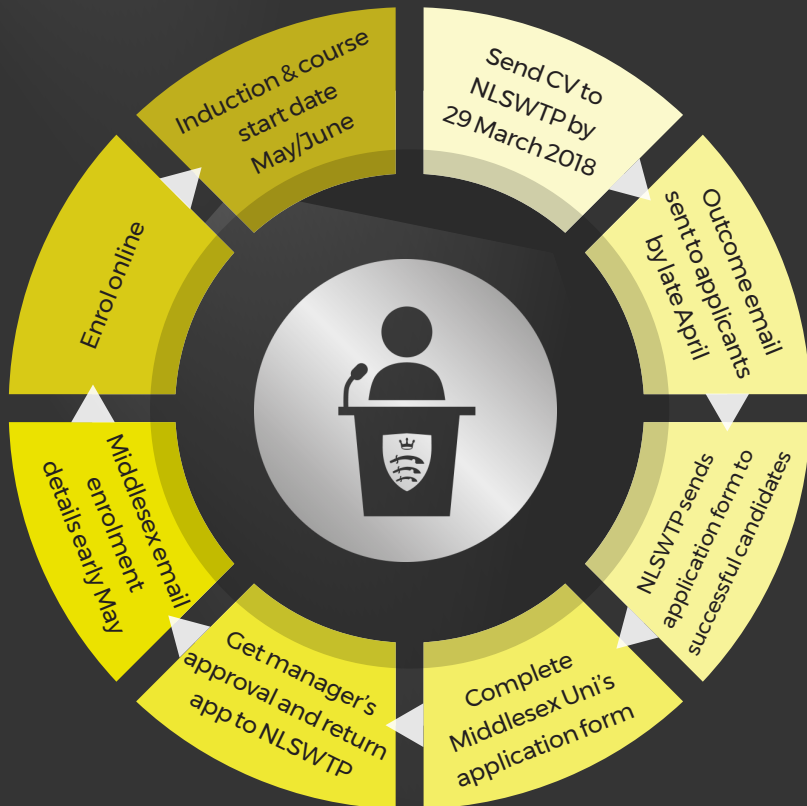 Send CV to
NLSWTP by
29 March 2018
Outcome email
sent to applicants
by late April
NLSWTP sends
application form to
successful candidates
Complete
Middlesex Uni's
application form
Get manager's
approval and return
app to NLSWTP
Middlesex email
enrolment
details early May
Enrol online
Induction & course
start date
May/June